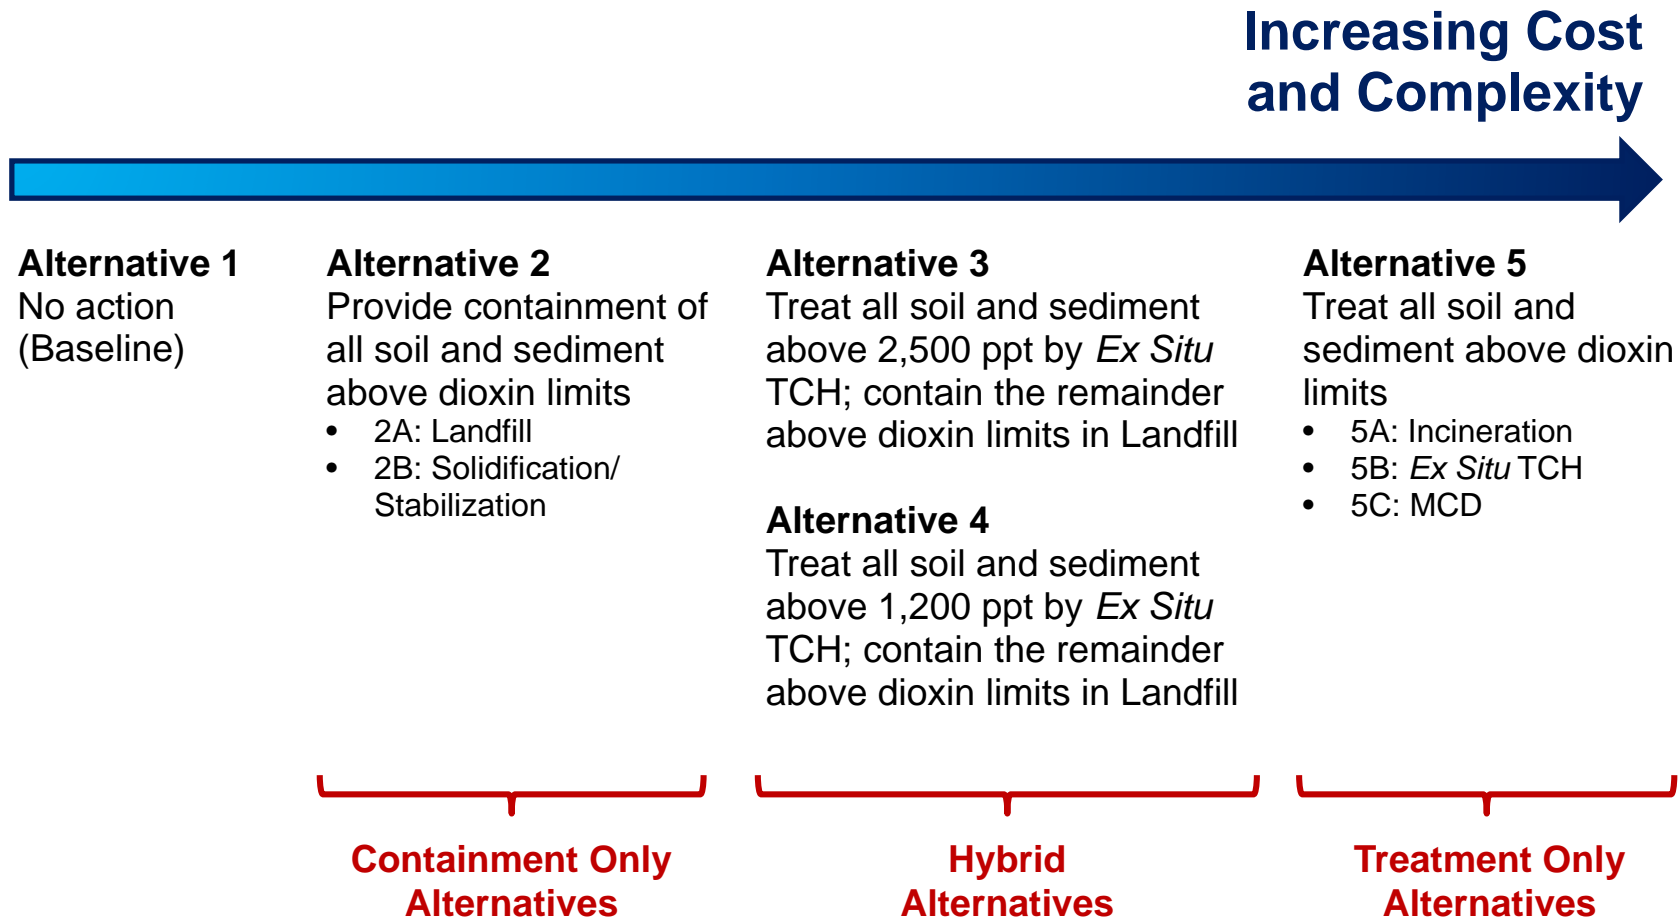 Increasing Cost
and Complexity
Alternative 1
No action
(Baseline)
Alternative 2
Provide containment of
all soil and sediment
above dioxin limits
• 2A: Landfill
• 2B: Solidification/
Stabilization
Alternative 3
Treat all soil and sediment
above 2,500 ppt by Ex Situ
TCH; contain the remainder
above dioxin limits in Landfill
Alternative 4
Treat all soil and sediment
above 1,200 ppt by Ex Situ
TCH; contain the remainder
above dioxin limits in Landfill
Alternative 5
Treat all soil and
sediment above dioxin
limits
• 5A: Incineration
• 5B: Ex Situ TCH
• 5C: MCD
Containment Only
Alternatives
Hybrid
Alternatives
Treatment Only
Alternatives